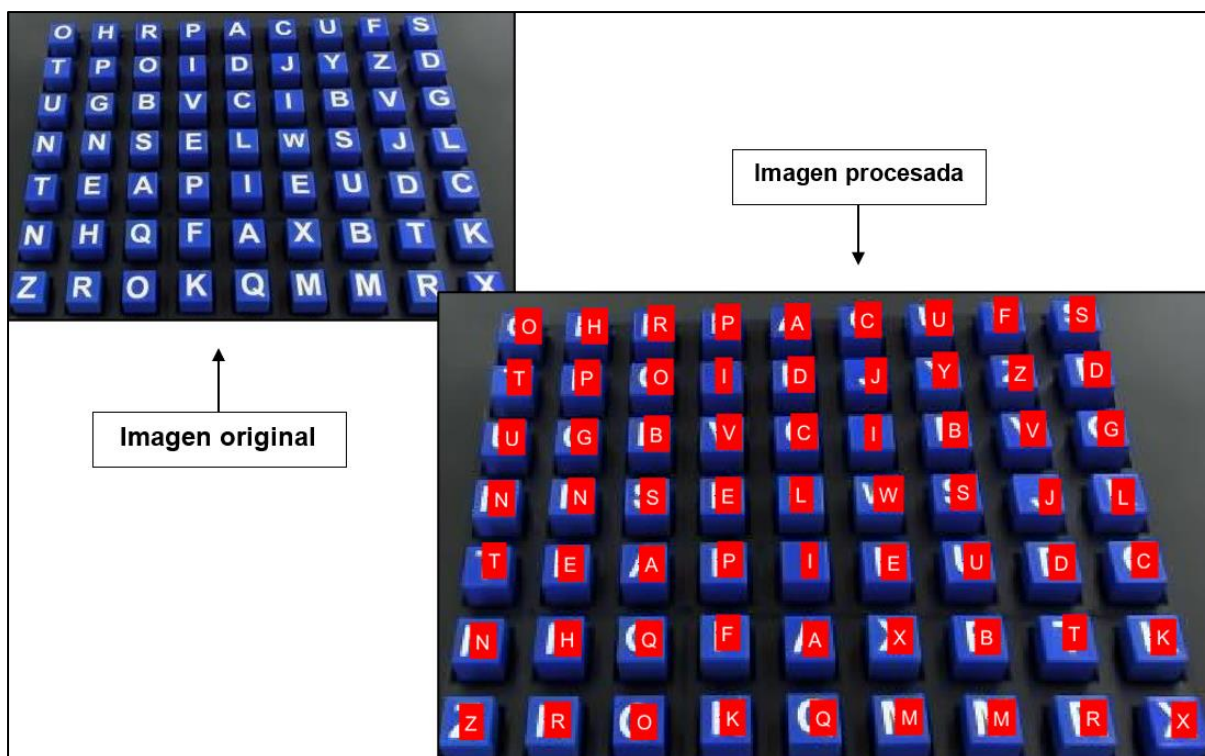 O H R P A C U F S
T P O I D J Y Z D
U G B V C I B V G
N N S E L W S J L
T E A P I E U D C
N H Q F A X B T K
Z R O K Q M M R X
Imagen procesada
Imagen original
O H R P A C U F S
T P O I D J Y Z D
U G B V C I B V G
N N S E L W S J L
T E A P I E U D C
N H Q F A X B T K
Z R O K Q M M R X